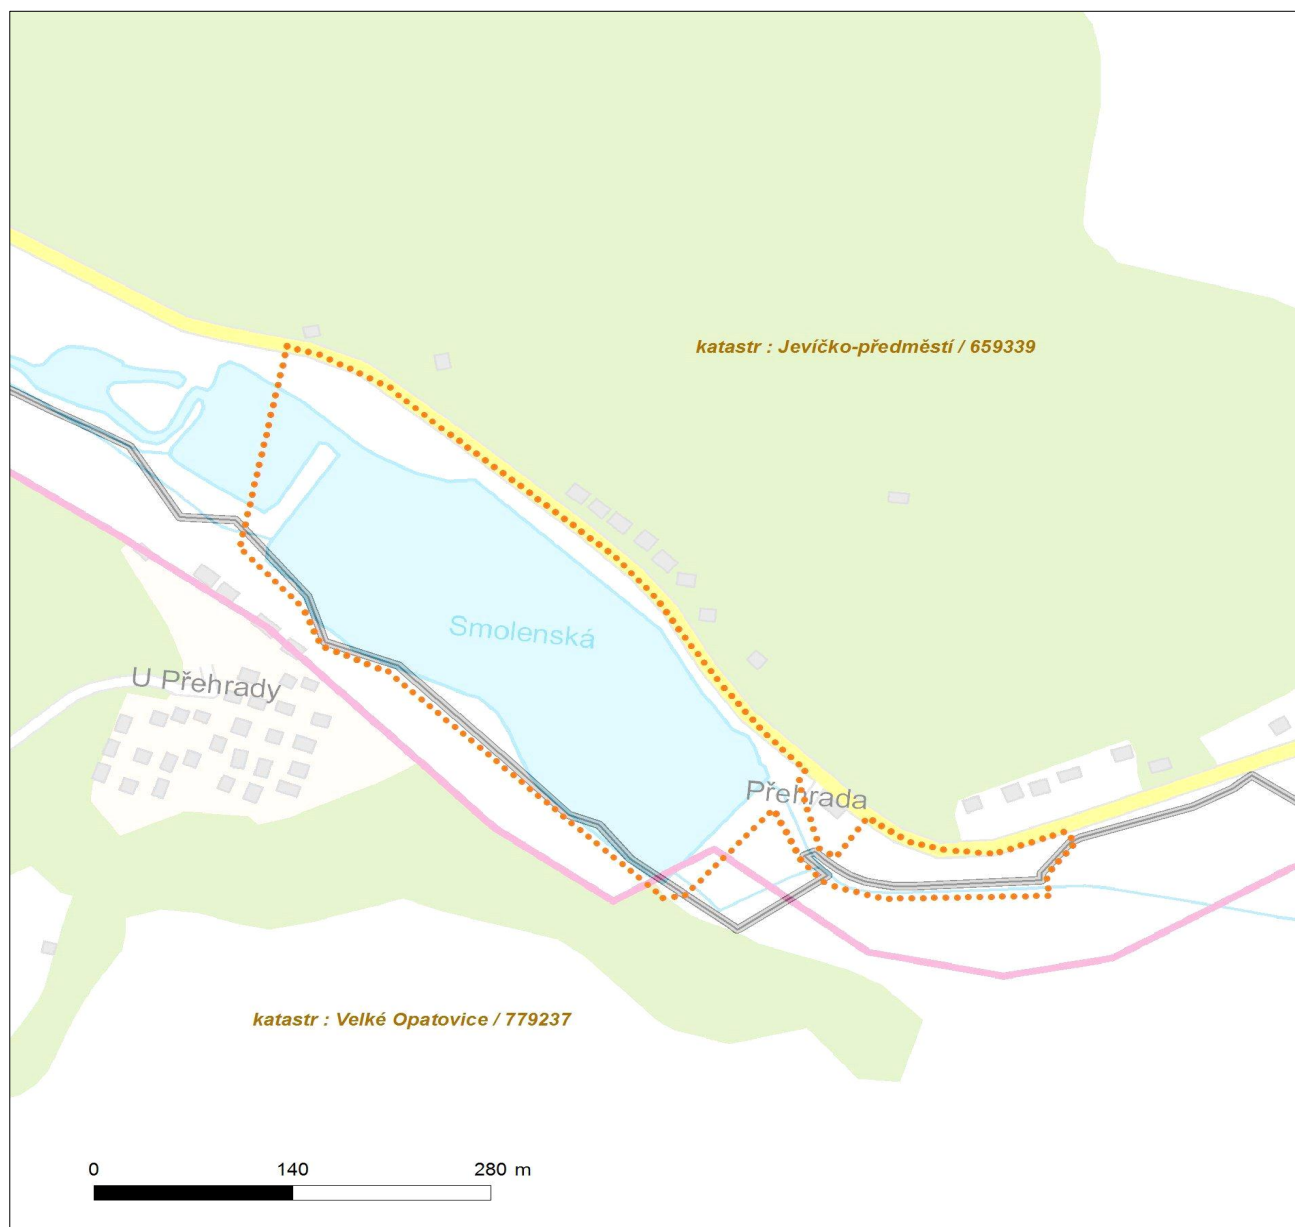 katastr : Jevíčko-předměstí / 659339
Smolenská
U Přehrady
Přehrada
katastr : Velké Opatovice / 779237
0 140 280 m